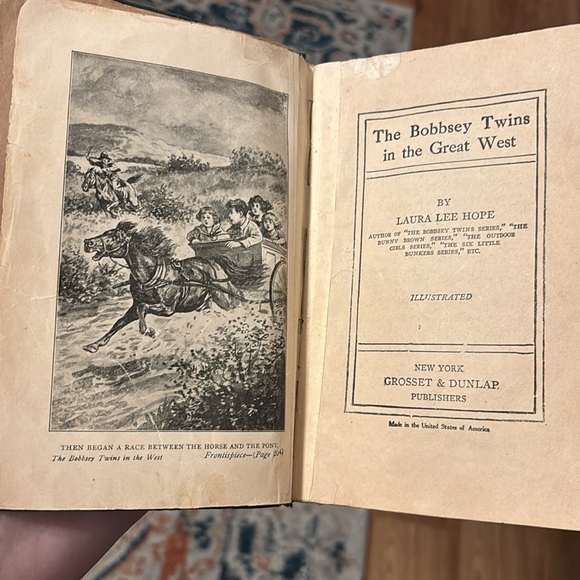 THEN BEGAN A RACE BETWEEN THE HORSE AND THE PONY.
The Bobbsey Twins in the West Frontispiece—(Page
The Bobbsey Twins
in the Great West
BY
LAURA LEE HOPE
AUTHOR OF "THE BOBBSEY TWINS SERIES," "THE
BUNNY BROWN SERIES," "THE OUTDOOR
GIRLS SERIES," "THE SIX LITTLE
BUNKERS SERIES," ETC.
ILLUSTRATED
NEW YORK
GROSSET & DUNLAP
PUBLISHERS
Made in the United States of America